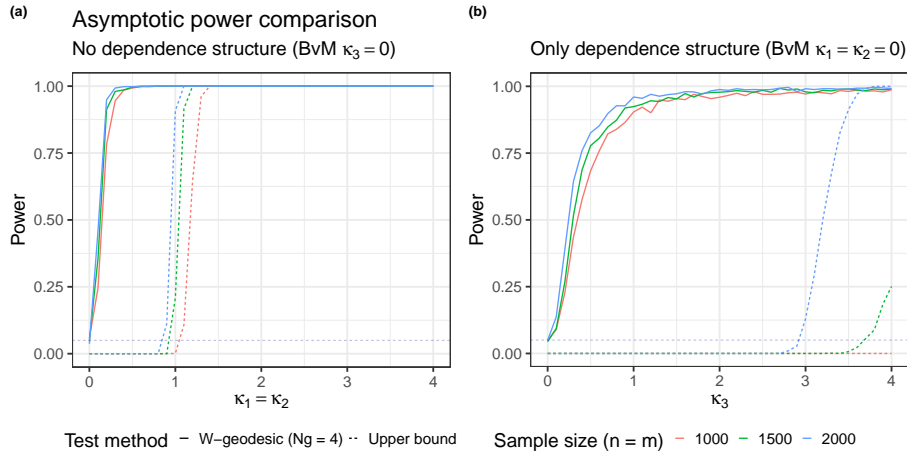 (a)
Asymptotic power comparison
No dependence structure (BvM κ3 = 0)
Power
1.00
0.75
0.50
0.25
0.00
0 1 2 3 4
κ1 = κ2
(b)
Only dependence structure (BvM κ1 = κ2 = 0)
Power
1.00
0.75
0.50
0.25
0.00
0 1 2 3 4
κ3
Test method W-geodesic (Ng = 4) Upper bound
Sample size (n = m) 1000 1500 2000